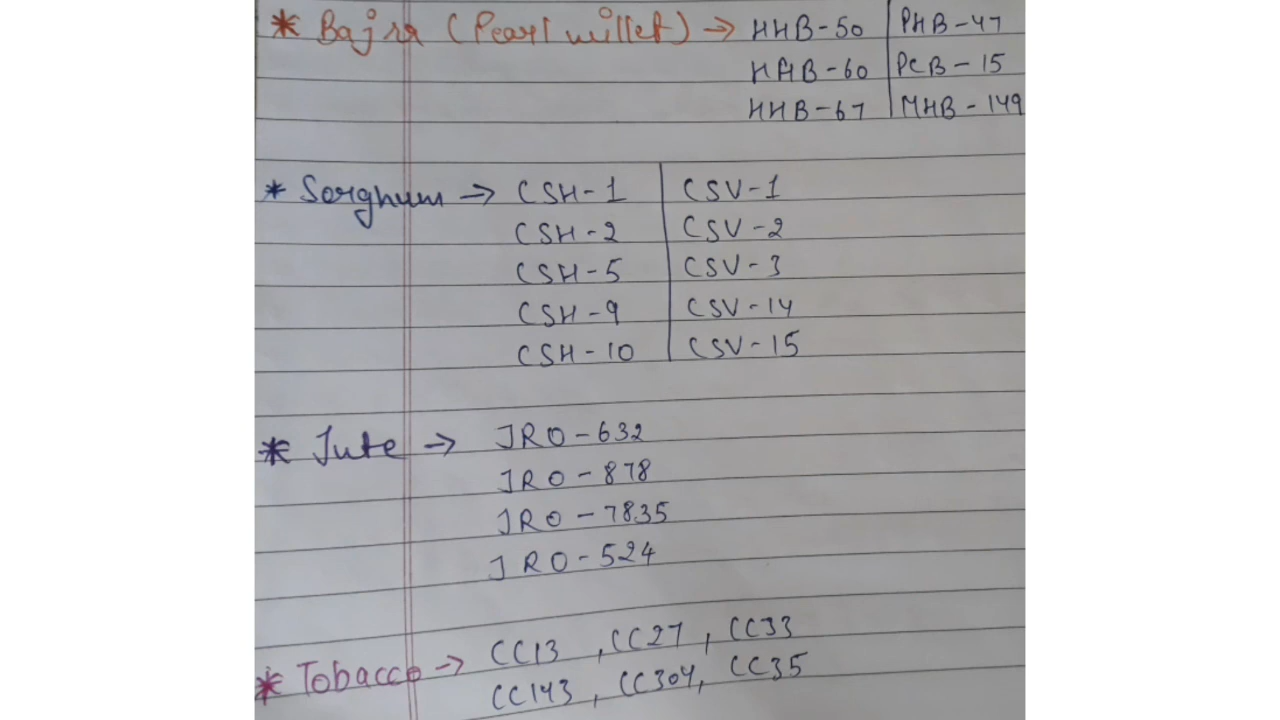 * Bajra (Pearl millet) → HHB-50 | PHB-47
HHB-60 | PCB-15
HHB-67 | MHB-149
* Sorghum → CSH-1 | CSV-1
CSH-2 | CSV-2
CSH-5 | CSV-3
CSH-9 | CSV-14
CSH-10 | CSV-15
* Jute → JRO-632
JRO-878
JRO-7835
JRO-524
* Tobacco → CC13, CC27, CC33
CC143, CC304, CC35